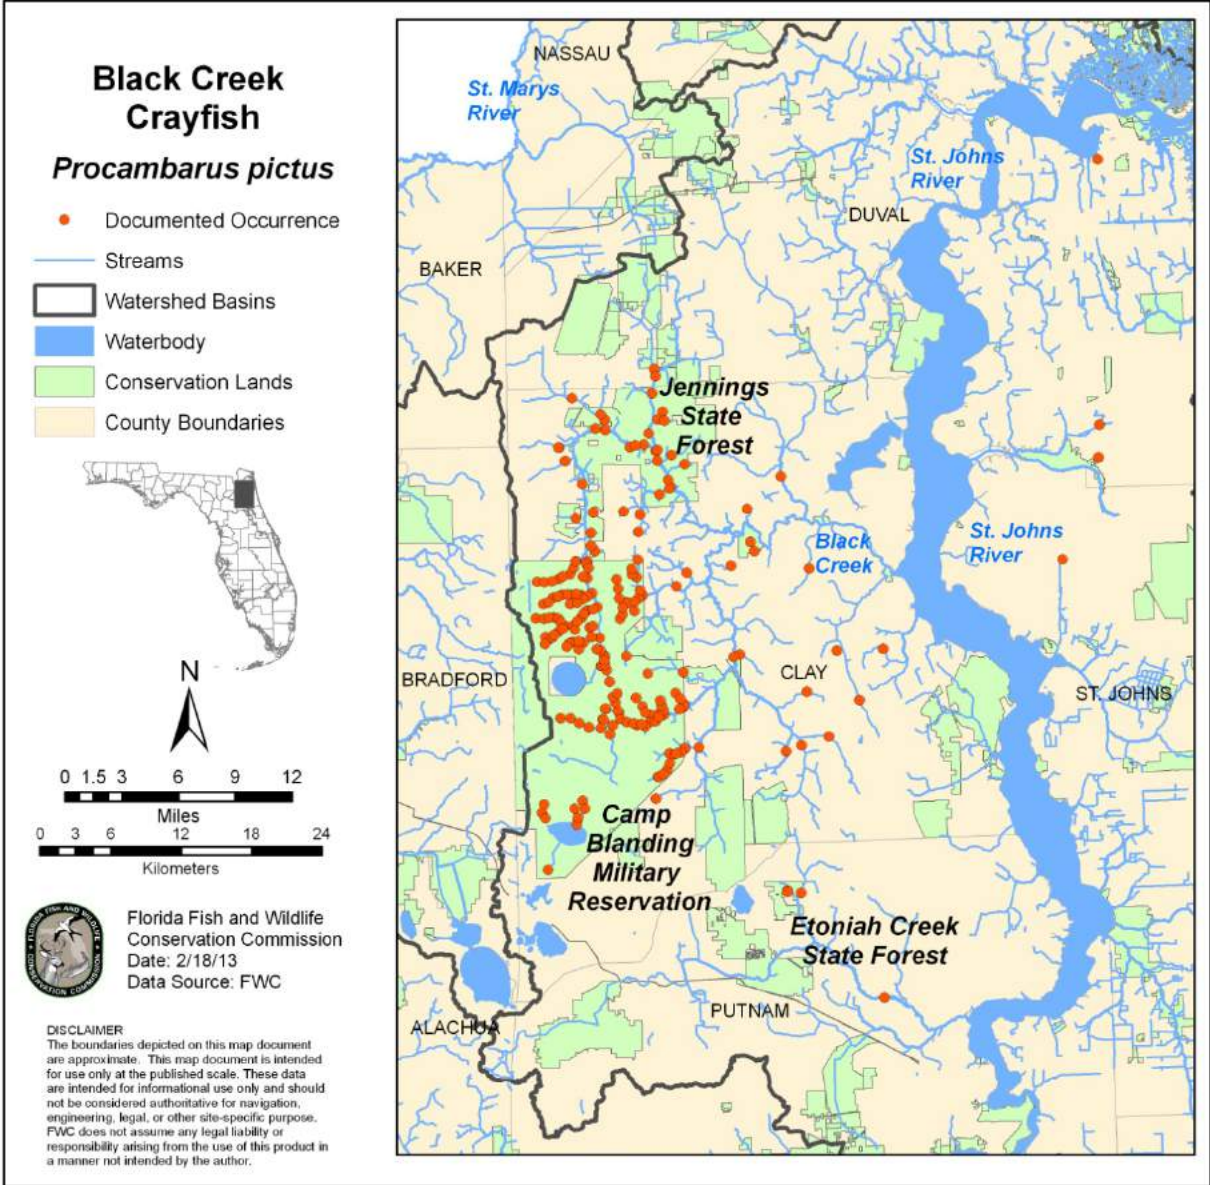 Black Creek
Crayfish
Procambarus pictus
Documented Occurrence
Streams
Watershed Basins
Waterbody
Conservation Lands
County Boundaries
N
0 1.5 3 6 9 12
Miles
0 3 6 12 18 24
Kilometers
FLORIDA FISH AND WILDLIFE
CONSERVATION COMMISSION
Florida Fish and Wildlife
Conservation Commission
Date: 2/18/13
Data Source: FWC
DISCLAIMER
The boundaries depicted on this map document
are approximate. This map document is intended
for use only at the published scale. These data
are intended for informational use only and should
not be considered authoritative for navigation,
engineering, legal, or other site-specific purpose.
FWC does not assume any legal liability or
responsibility arising from the use of this product in
a manner not intended by the author.
NASSAU
St. Marys
River
St. Johns
River
DUVAL
BAKER
Jennings
State
Forest
Black
Creek
St. Johns
River
BRADFORD
CLAY
ST. JOHNS
Camp
Blanding
Military
Reservation
Etoniah Creek
State Forest
PUTNAM
ALACHUA